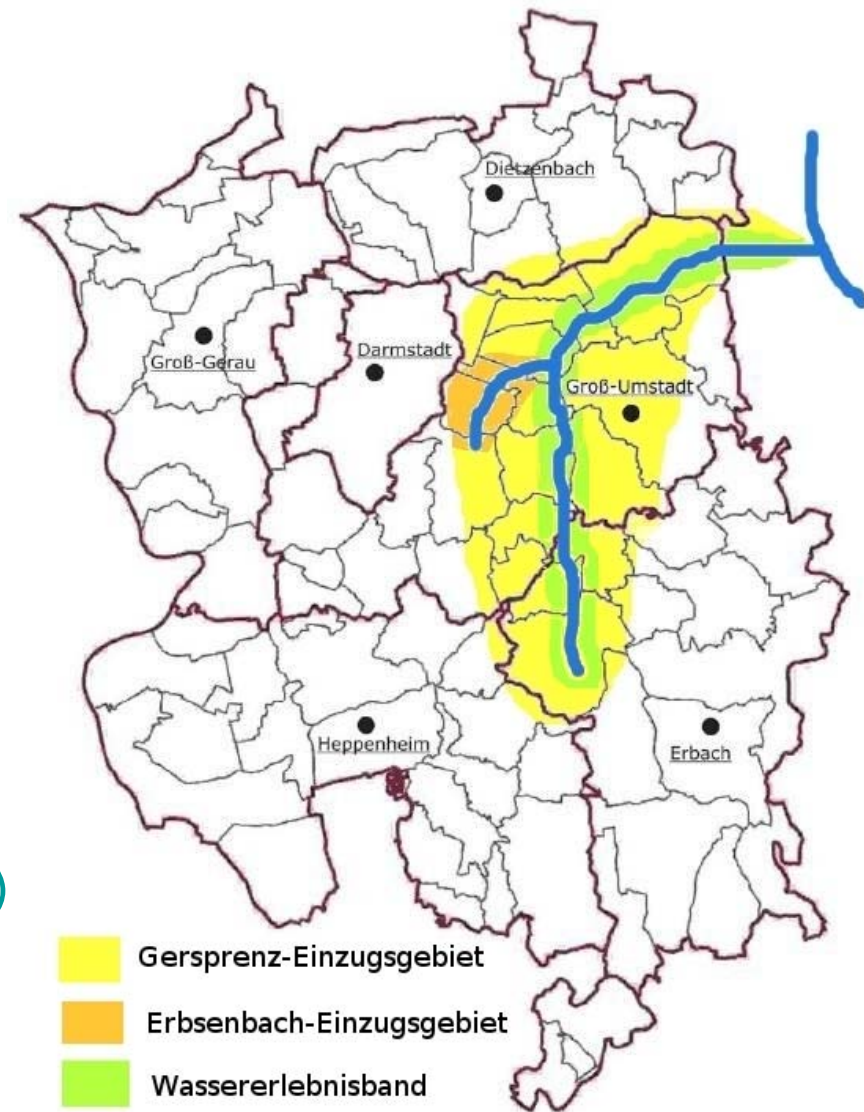 Dietzenbach
Groß-Gerau
Darmstadt
Groß-Umstadt
Heppenheim
Erbach
Gersprenz-Einzugsgebiet
Erbsenbach-Einzugsgebiet
Wassererlebnisband